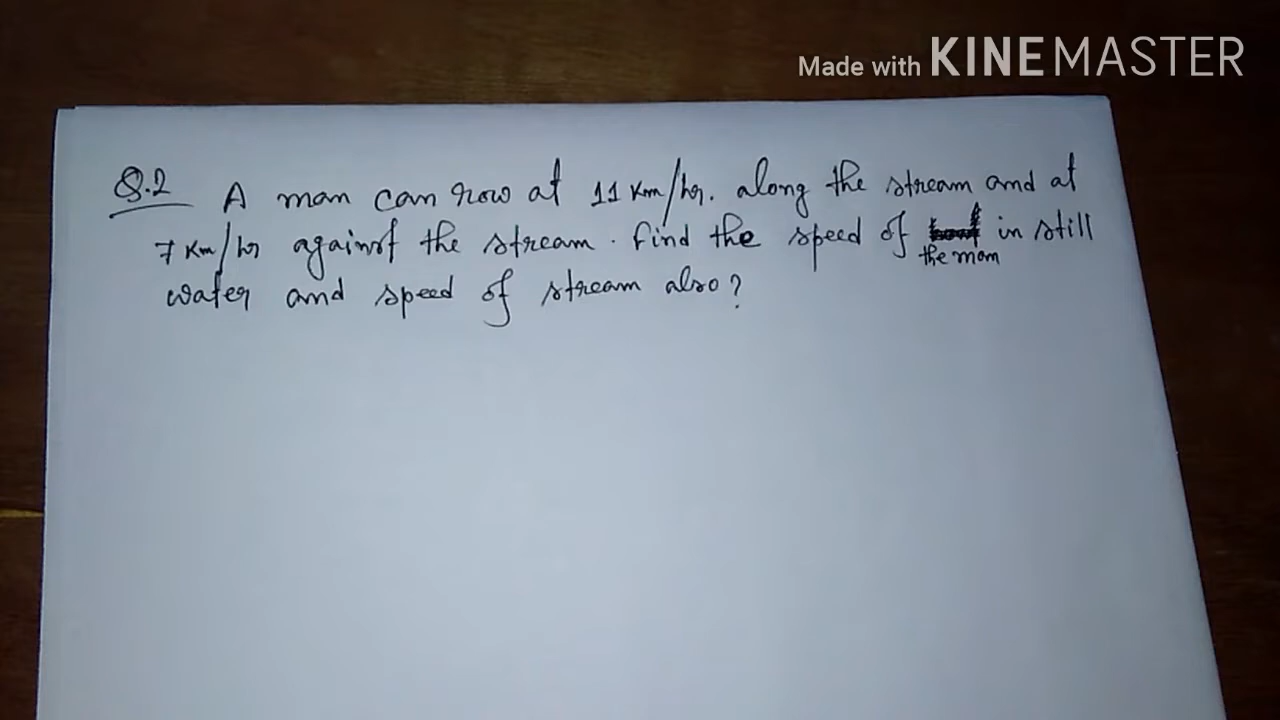 Made with KINEMASTER
Q.2 A man can row at 11 Km/hr. along the stream and at
7 Km/hr against the stream. Find the speed of in still
the man
water and speed of stream also?